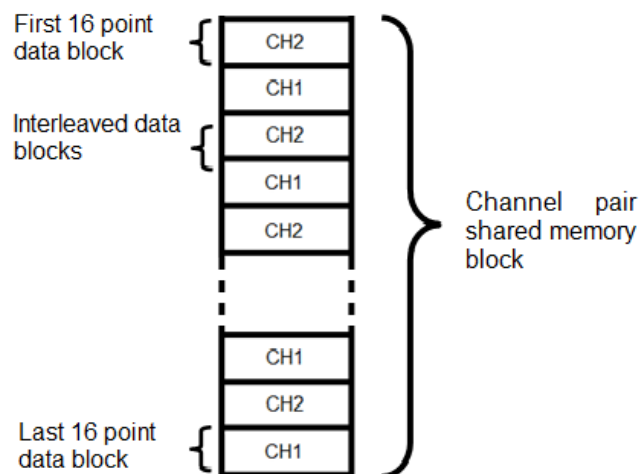 First 16 point
data block
CH2
CH1
Interleaved data
blocks
CH2
CH1
CH2
Channel pair
shared memory
block
CH1
CH2
Last 16 point
data block
CH1